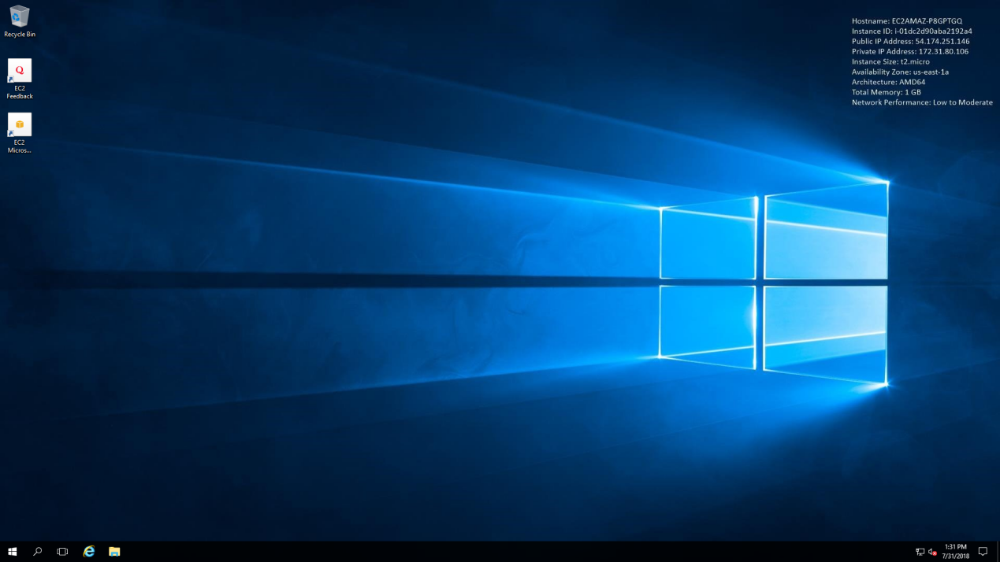 Recycle Bin
EC2
Feedback
EC2
Micros...
Hostname: EC2AMAZ-P8GPTGQ
Instance ID: i-01dc2d90aba2192a4
Public IP Address: 54.174.251.146
Private IP Address: 172.31.80.106
Instance Size: t2.micro
Availability Zone: us-east-1a
Architecture: AMD64
Total Memory: 1 GB
Network Performance: Low to Moderate
1:31 PM
7/31/2018